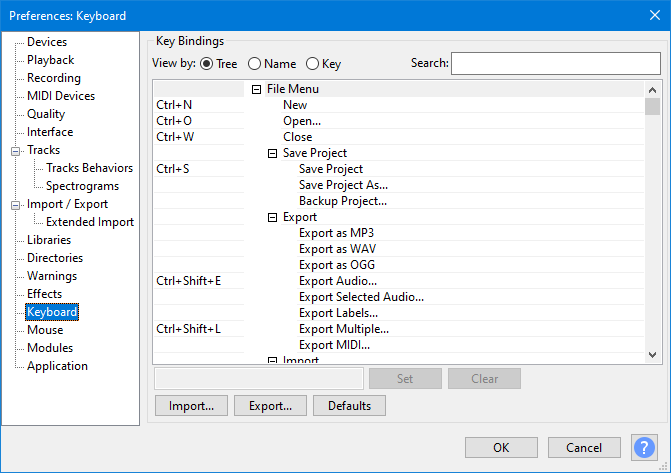 Preferences: Keyboard
Devices
Playback
Recording
MIDI Devices
Quality
Interface
Tracks
Tracks Behaviors
Spectrograms
Import / Export
Extended Import
Libraries
Directories
Warnings
Effects
Keyboard
Mouse
Modules
Application
Key Bindings
View by: Tree Name Key Search:
File Menu
Ctrl+N New
Ctrl+O Open...
Ctrl+W Close
Save Project
Ctrl+S Save Project
Save Project As...
Backup Project...
Export
Export as MP3
Export as WAV
Export as OGG
Ctrl+Shift+E Export Audio...
Export Selected Audio...
Export Labels...
Ctrl+Shift+L Export Multiple...
Export MIDI...
Import
Set Clear
Import... Export... Defaults
OK Cancel ?